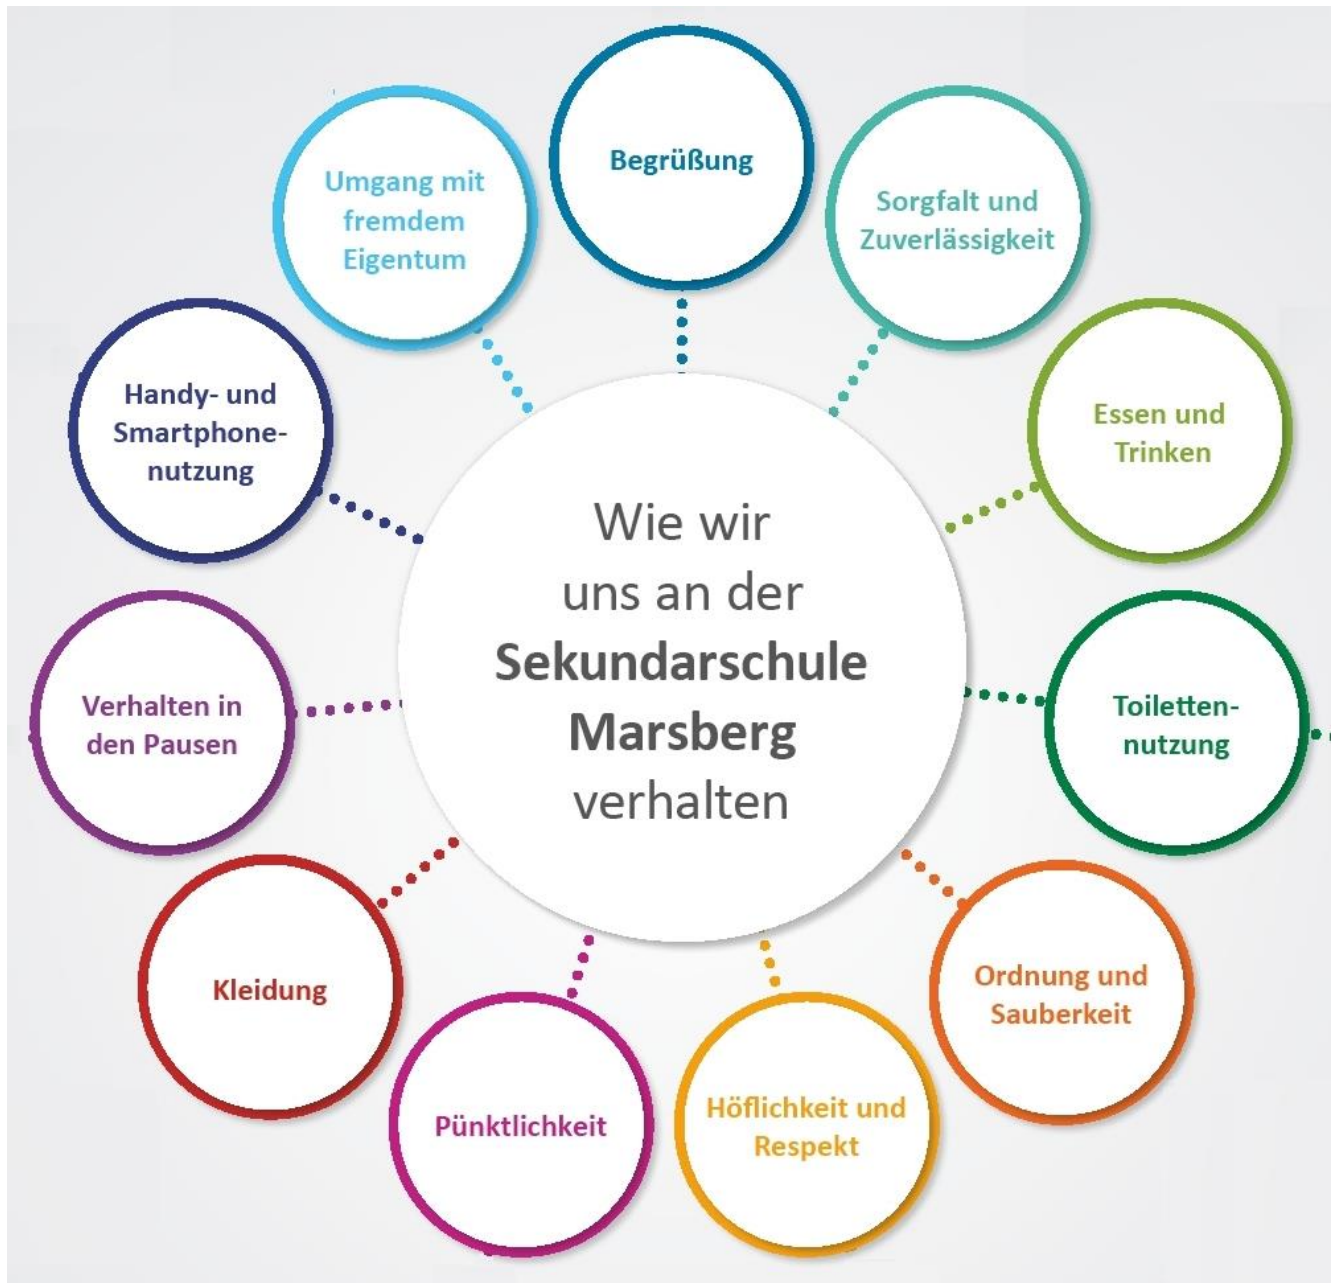 Begrüßung
Sorgfalt und
Zuverlässigkeit
Essen und
Trinken
Toiletten-
nutzung
Ordnung und
Sauberkeit
Höflichkeit und
Respekt
Pünktlichkeit
Kleidung
Verhalten in
den Pausen
Handy- und
Smartphone-
nutzung
Umgang mit
fremdem
Eigentum
Wie wir
uns an der
Sekundarschule
Marsberg
verhalten